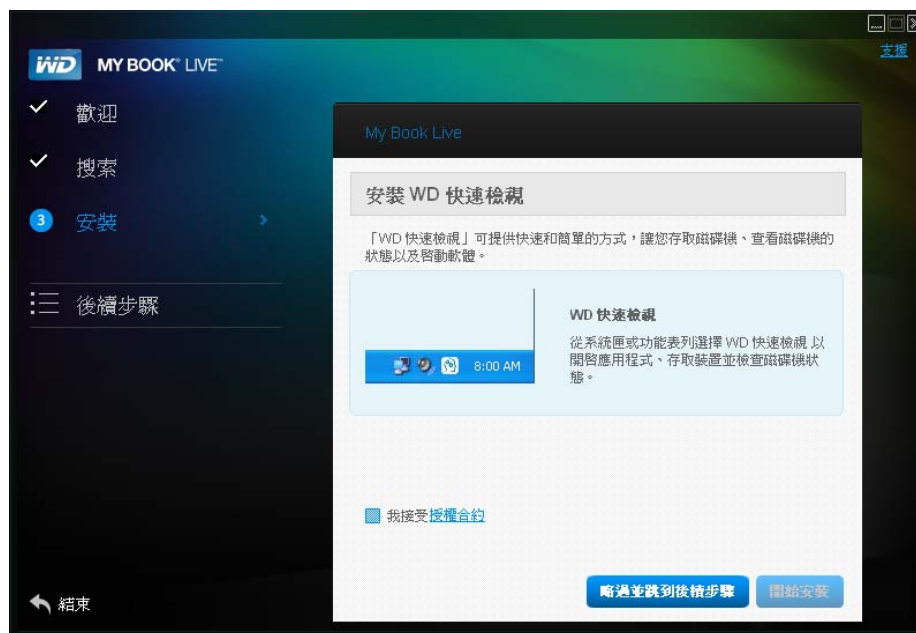 支援
WD MY BOOK® LIVE™
歡迎
搜索
3 安裝
後續步驟
結束
My Book Live
安裝 WD 快速檢視
「WD 快速檢視」可提供快速和簡單的方式，讓您存取磁碟機、查看磁碟機的
狀態以及啓動軟體。
WD 快速檢視
從系統匣或功能表列選擇 WD 快速檢視 以
開啓應用程式、存取裝置並檢查磁碟機狀
態。
8:00 AM
我接受授權合約
略過並跳到後續步驟
開始安裝